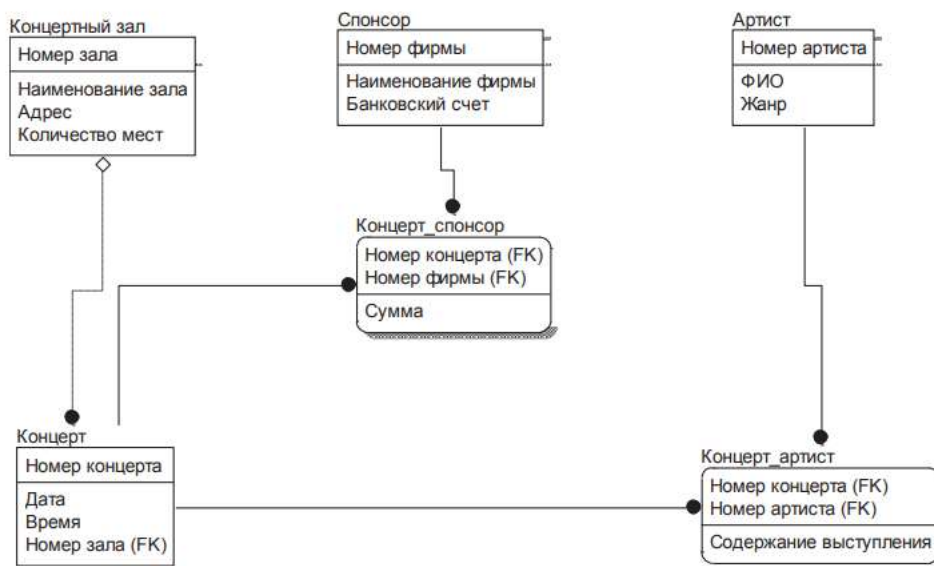 Концертный зал
Номер зала
Наименование зала
Адрес
Количество мест
Спонсор
Номер фирмы
Наименование фирмы
Банковский счет
Артист
Номер артиста
ФИО
Жанр
Концерт_спонсор
Номер концерта (FK)
Номер фирмы (FK)
Сумма
Концерт
Номер концерта
Дата
Время
Номер зала (FK)
Концерт_артист
Номер концерта (FK)
Номер артиста (FK)
Содержание выступления